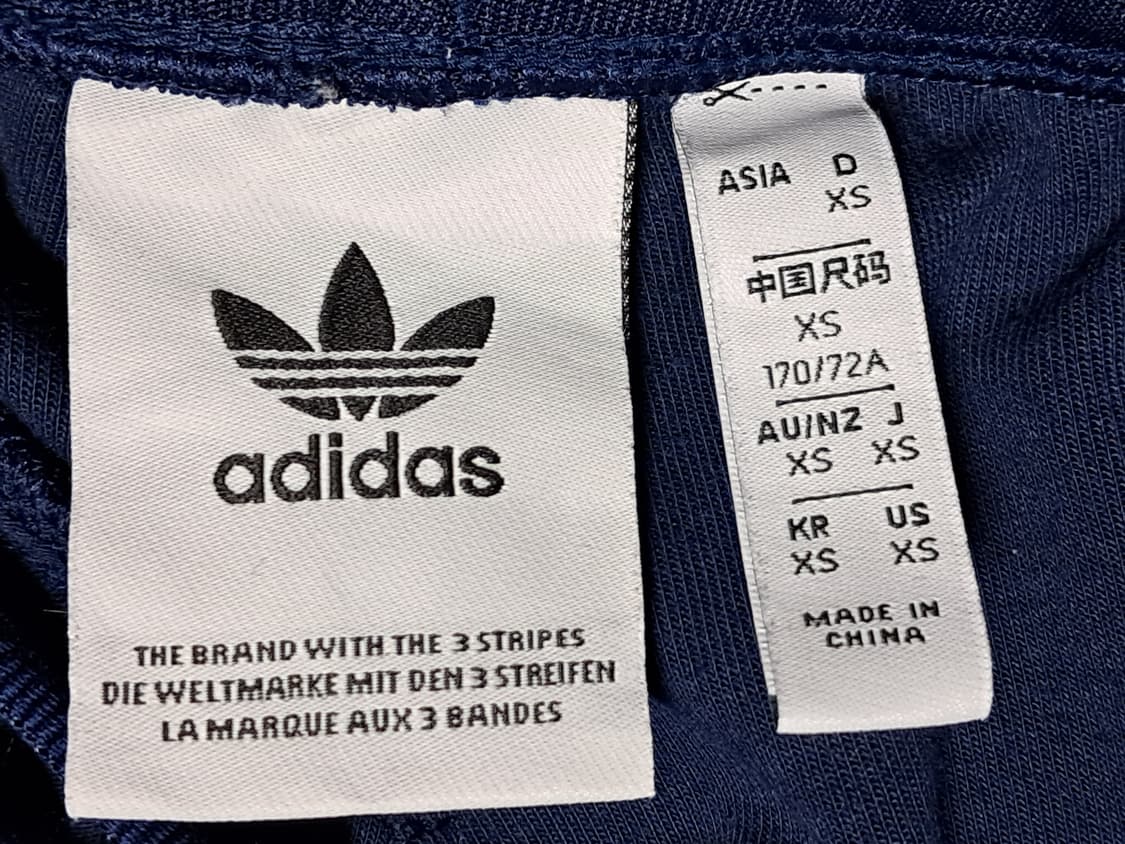 adidas
THE BRAND WITH THE 3 STRIPES
DIE WELTMARKE MIT DEN 3 STREIFEN
LA MARQUE AUX 3 BANDES
ASIA D
XS
中国尺码
XS
170/72A
AU/NZ J
XS XS
KR US
XS XS
MADE IN
CHINA